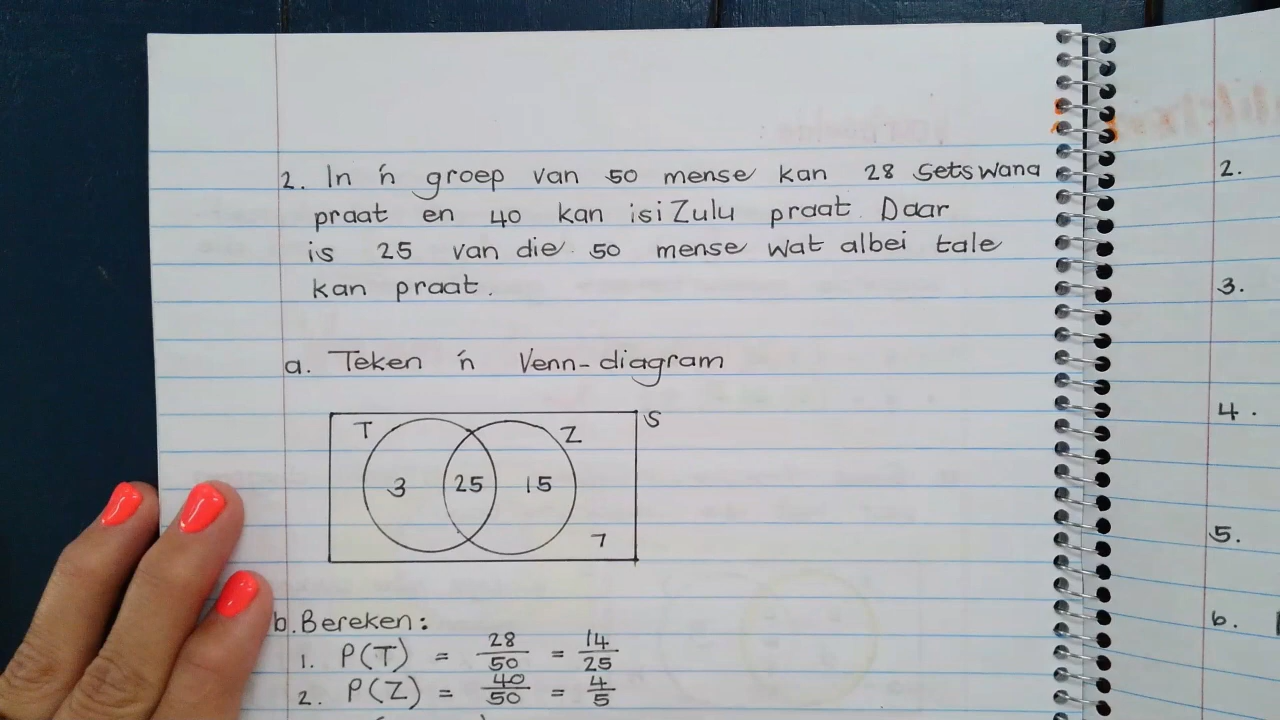 2. In 'n groep van 50 mense kan 28 Setswana
praat en 40 kan isiZulu praat. Daar
is 25 van die 50 mense wat albei tale
kan praat.
a. Teken 'n Venn-diagram
S
T Z
3 25 15
7
b. Bereken:
1. P(T) = 28/50 = 14/25
2. P(Z) = 40/50 = 4/5
2.
3.
4.
5.
6.